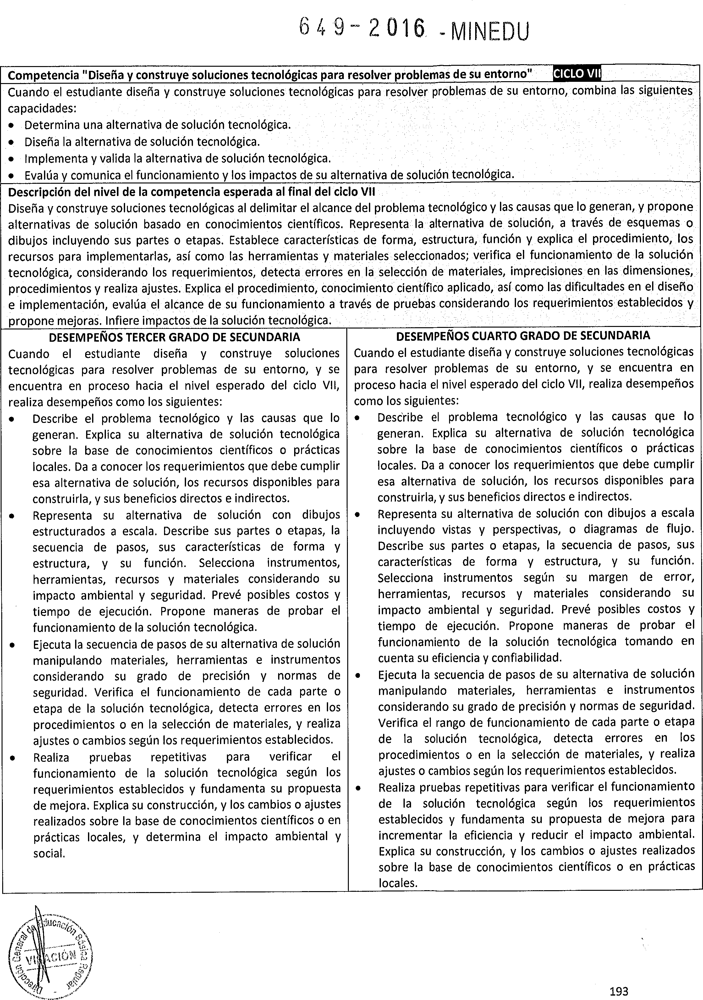 649-2016 - MINEDU
Competencia "Diseña y construye soluciones tecnológicas para resolver problemas de su entorno" CICLO VII
Cuando el estudiante diseña y construye soluciones tecnológicas para resolver problemas de su entorno, combina las siguientes
capacidades:
• Determina una alternativa de solución tecnológica.
• Diseña la alternativa de solución tecnológica.
• Implementa y valida la alternativa de solución tecnológica.
• Evalúa y comunica el funcionamiento y los impactos de su alternativa de solución tecnológica.
Descripción del nivel de la competencia esperada al final del ciclo VII
Diseña y construye soluciones tecnológicas al delimitar el alcance del problema tecnológico y las causas que lo generan, y propone
alternativas de solución basado en conocimientos científicos. Representa la alternativa de solución, a través de esquemas o
dibujos incluyendo sus partes o etapas. Establece características de forma, estructura, función y explica el procedimiento, los
recursos para implementarlas, así como las herramientas y materiales seleccionados; verifica el funcionamiento de la solución
tecnológica, considerando los requerimientos, detecta errores en la selección de materiales, imprecisiones en las dimensiones,
procedimientos y realiza ajustes. Explica el procedimiento, conocimiento científico aplicado, así como las dificultades en el diseño
e implementación, evalúa el alcance de su funcionamiento a través de pruebas considerando los requerimientos establecidos y
propone mejoras. Infiere impactos de la solución tecnológica.
DESEMPEÑOS TERCER GRADO DE SECUNDARIA
Cuando el estudiante diseña y construye soluciones
tecnológicas para resolver problemas de su entorno, y se
encuentra en proceso hacia el nivel esperado del ciclo VII,
realiza desempeños como los siguientes:
• Describe el problema tecnológico y las causas que lo
generan. Explica su alternativa de solución tecnológica
sobre la base de conocimientos científicos o prácticas
locales. Da a conocer los requerimientos que debe cumplir
esa alternativa de solución, los recursos disponibles para
construirla, y sus beneficios directos e indirectos.
• Representa su alternativa de solución con dibujos
estructurados a escala. Describe sus partes o etapas, la
secuencia de pasos, sus características de forma y
estructura, y su función. Selecciona instrumentos,
herramientas, recursos y materiales considerando su
impacto ambiental y seguridad. Prevé posibles costos y
tiempo de ejecución. Propone maneras de probar el
funcionamiento de la solución tecnológica.
• Ejecuta la secuencia de pasos de su alternativa de solución
manipulando materiales, herramientas e instrumentos
considerando su grado de precisión y normas de
seguridad. Verifica el funcionamiento de cada parte o
etapa de la solución tecnológica, detecta errores en los
procedimientos o en la selección de materiales, y realiza
ajustes o cambios según los requerimientos establecidos.
• Realiza pruebas repetitivas para verificar el
funcionamiento de la solución tecnológica según los
requerimientos establecidos y fundamenta su propuesta
de mejora. Explica su construcción, y los cambios o ajustes
realizados sobre la base de conocimientos científicos o en
prácticas locales, y determina el impacto ambiental y
social.
DESEMPEÑOS CUARTO GRADO DE SECUNDARIA
Cuando el estudiante diseña y construye soluciones tecnológicas
para resolver problemas de su entorno, y se encuentra en
proceso hacia el nivel esperado del ciclo VII, realiza desempeños
como los siguientes:
• Describe el problema tecnológico y las causas que lo
generan. Explica su alternativa de solución tecnológica
sobre la base de conocimientos científicos o prácticas
locales. Da a conocer los requerimientos que debe cumplir
esa alternativa de solución, los recursos disponibles para
construirla, y sus beneficios directos e indirectos.
• Representa su alternativa de solución con dibujos a escala
incluyendo vistas y perspectivas, o diagramas de flujo.
Describe sus partes o etapas, la secuencia de pasos, sus
características de forma y estructura, y su función.
Selecciona instrumentos según su margen de error,
herramientas, recursos y materiales considerando su
impacto ambiental y seguridad. Prevé posibles costos y
tiempo de ejecución. Propone maneras de probar el
funcionamiento de la solución tecnológica tomando en
cuenta su eficiencia y confiabilidad.
• Ejecuta la secuencia de pasos de su alternativa de solución
manipulando materiales, herramientas e instrumentos
considerando su grado de precisión y normas de seguridad.
Verifica el rango de funcionamiento de cada parte o etapa
de la solución tecnológica, detecta errores en los
procedimientos o en la selección de materiales, y realiza
ajustes o cambios según los requerimientos establecidos.
• Realiza pruebas repetitivas para verificar el funcionamiento
de la solución tecnológica según los requerimientos
establecidos y fundamenta su propuesta de mejora para
incrementar la eficiencia y reducir el impacto ambiental.
Explica su construcción, y los cambios o ajustes realizados
sobre la base de conocimientos científicos o en prácticas
locales.
Dirección General de Educación Básica Regular
VISACIÓN
193